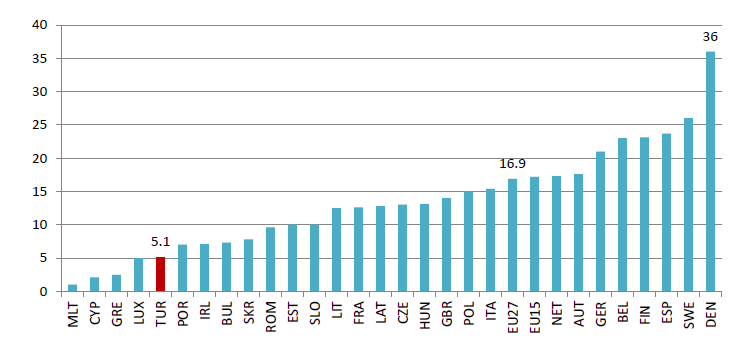 40
35
30
25
20
15
10
5
0
36
16.9
5.1
MLT
CYP
GRE
LUX
TUR
POR
IRL
BUL
SKR
ROM
EST
SLO
LIT
FRA
LAT
CZE
HUN
GBR
POL
ITA
EU27
EU15
NET
AUT
GER
BEL
FIN
ESP
SWE
DEN